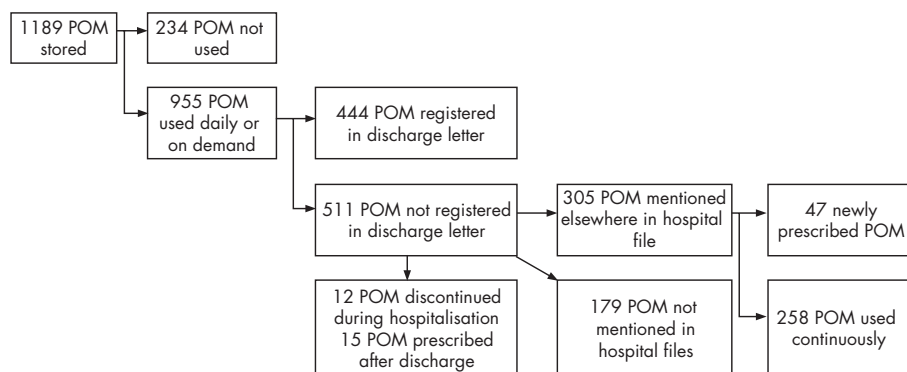 1189 POM
stored
234 POM not
used
955 POM
used daily or
on demand
444 POM registered
in discharge letter
511 POM not registered
in discharge letter
305 POM mentioned
elsewhere in hospital
file
47 newly
prescribed POM
12 POM discontinued
during hospitalisation
15 POM prescribed
after discharge
179 POM not
mentioned in
hospital files
258 POM used
continuously